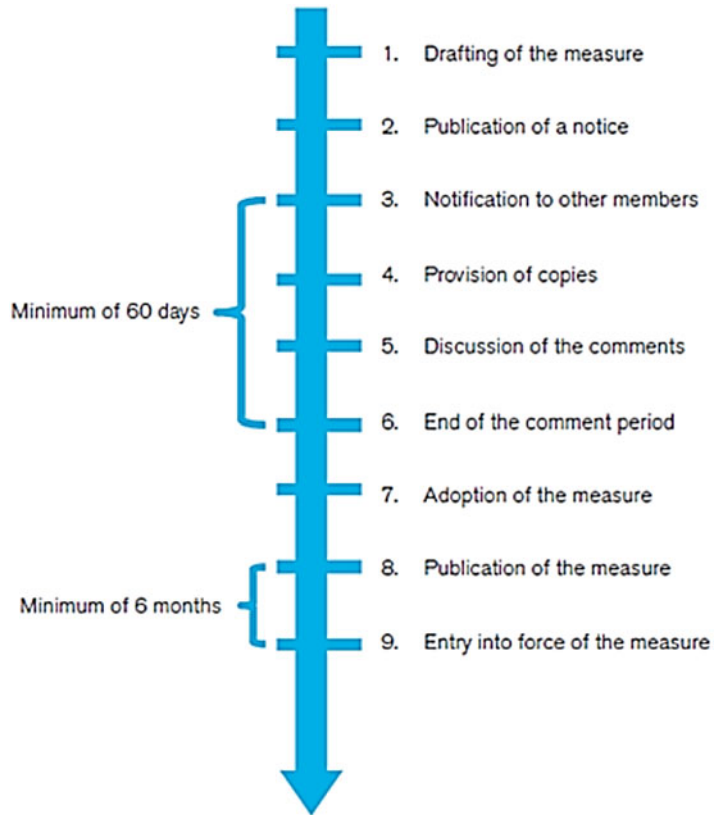 1. Drafting of the measure
2. Publication of a notice
3. Notification to other members
4. Provision of copies
Minimum of 60 days
5. Discussion of the comments
6. End of the comment period
7. Adoption of the measure
8. Publication of the measure
Minimum of 6 months
9. Entry into force of the measure